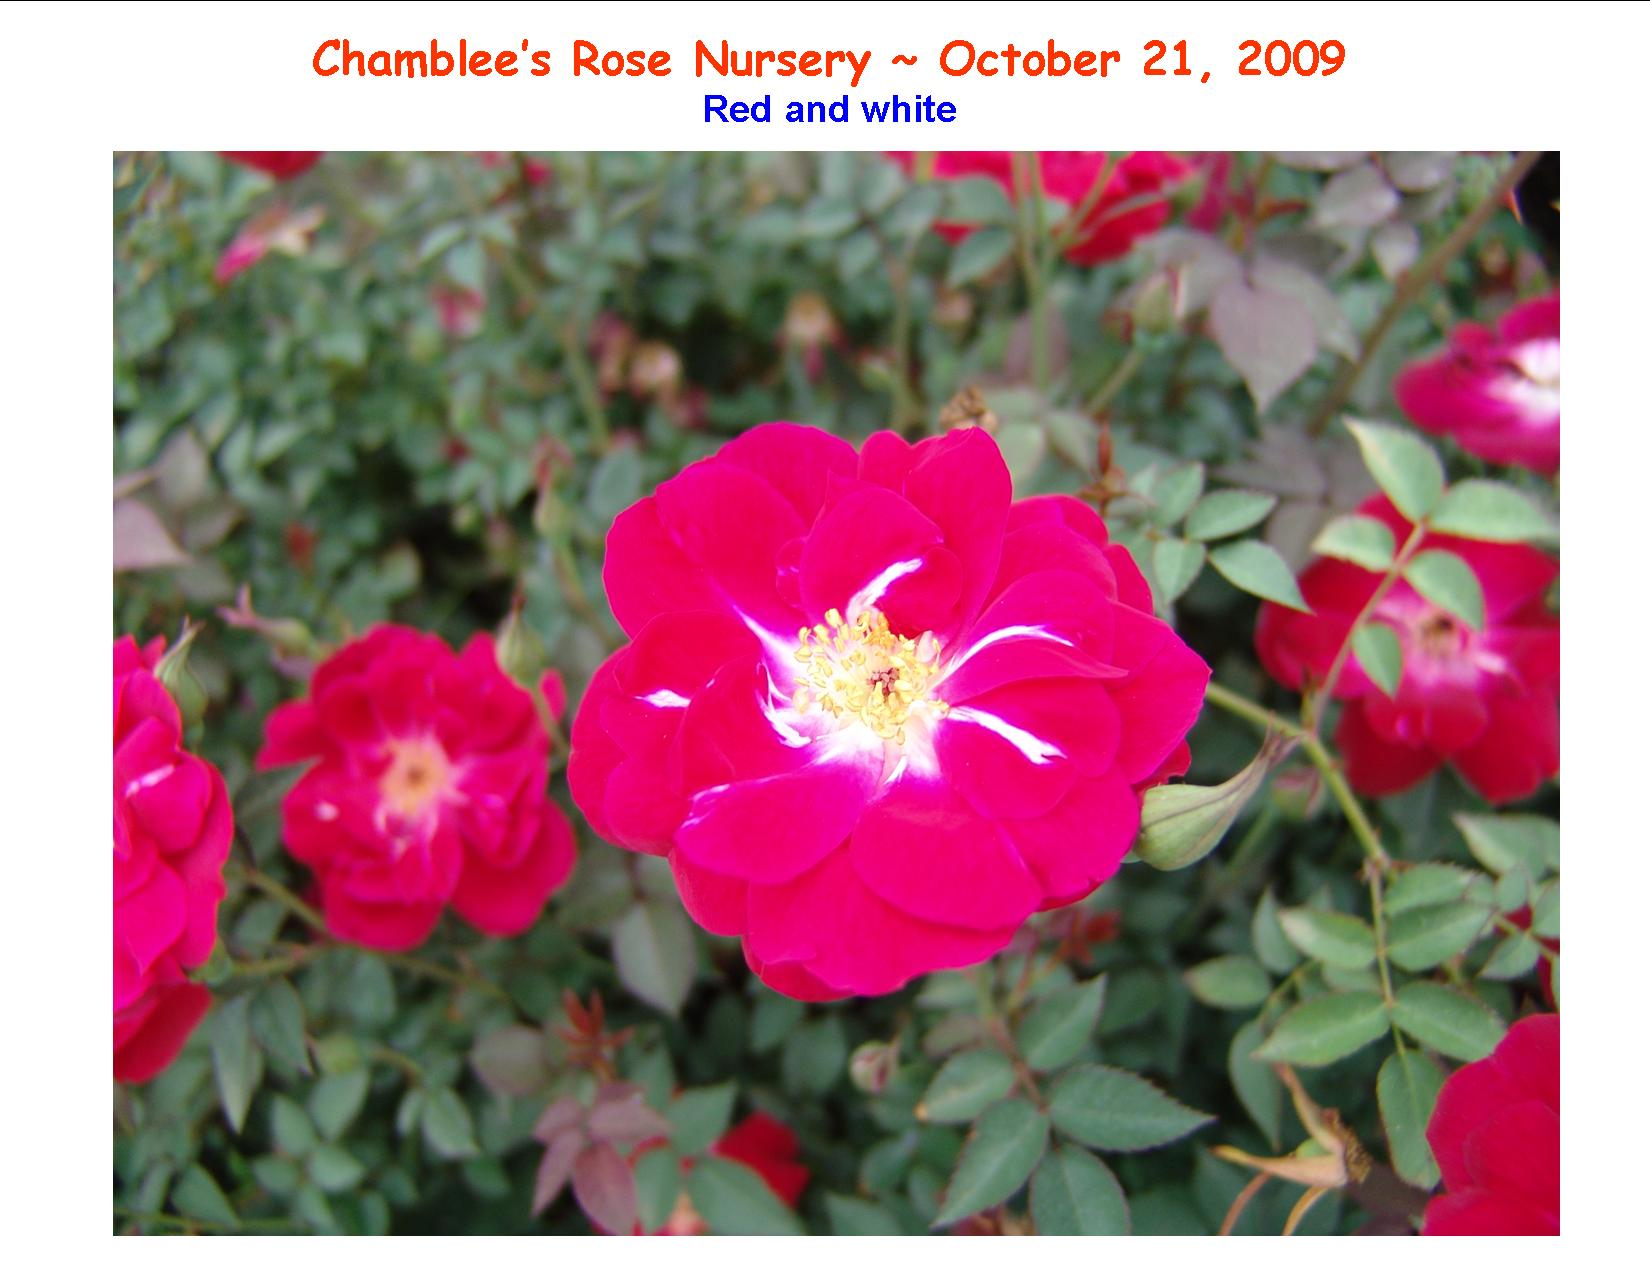 Chamblee's Rose Nursery ~ October 21, 2009
Red and white